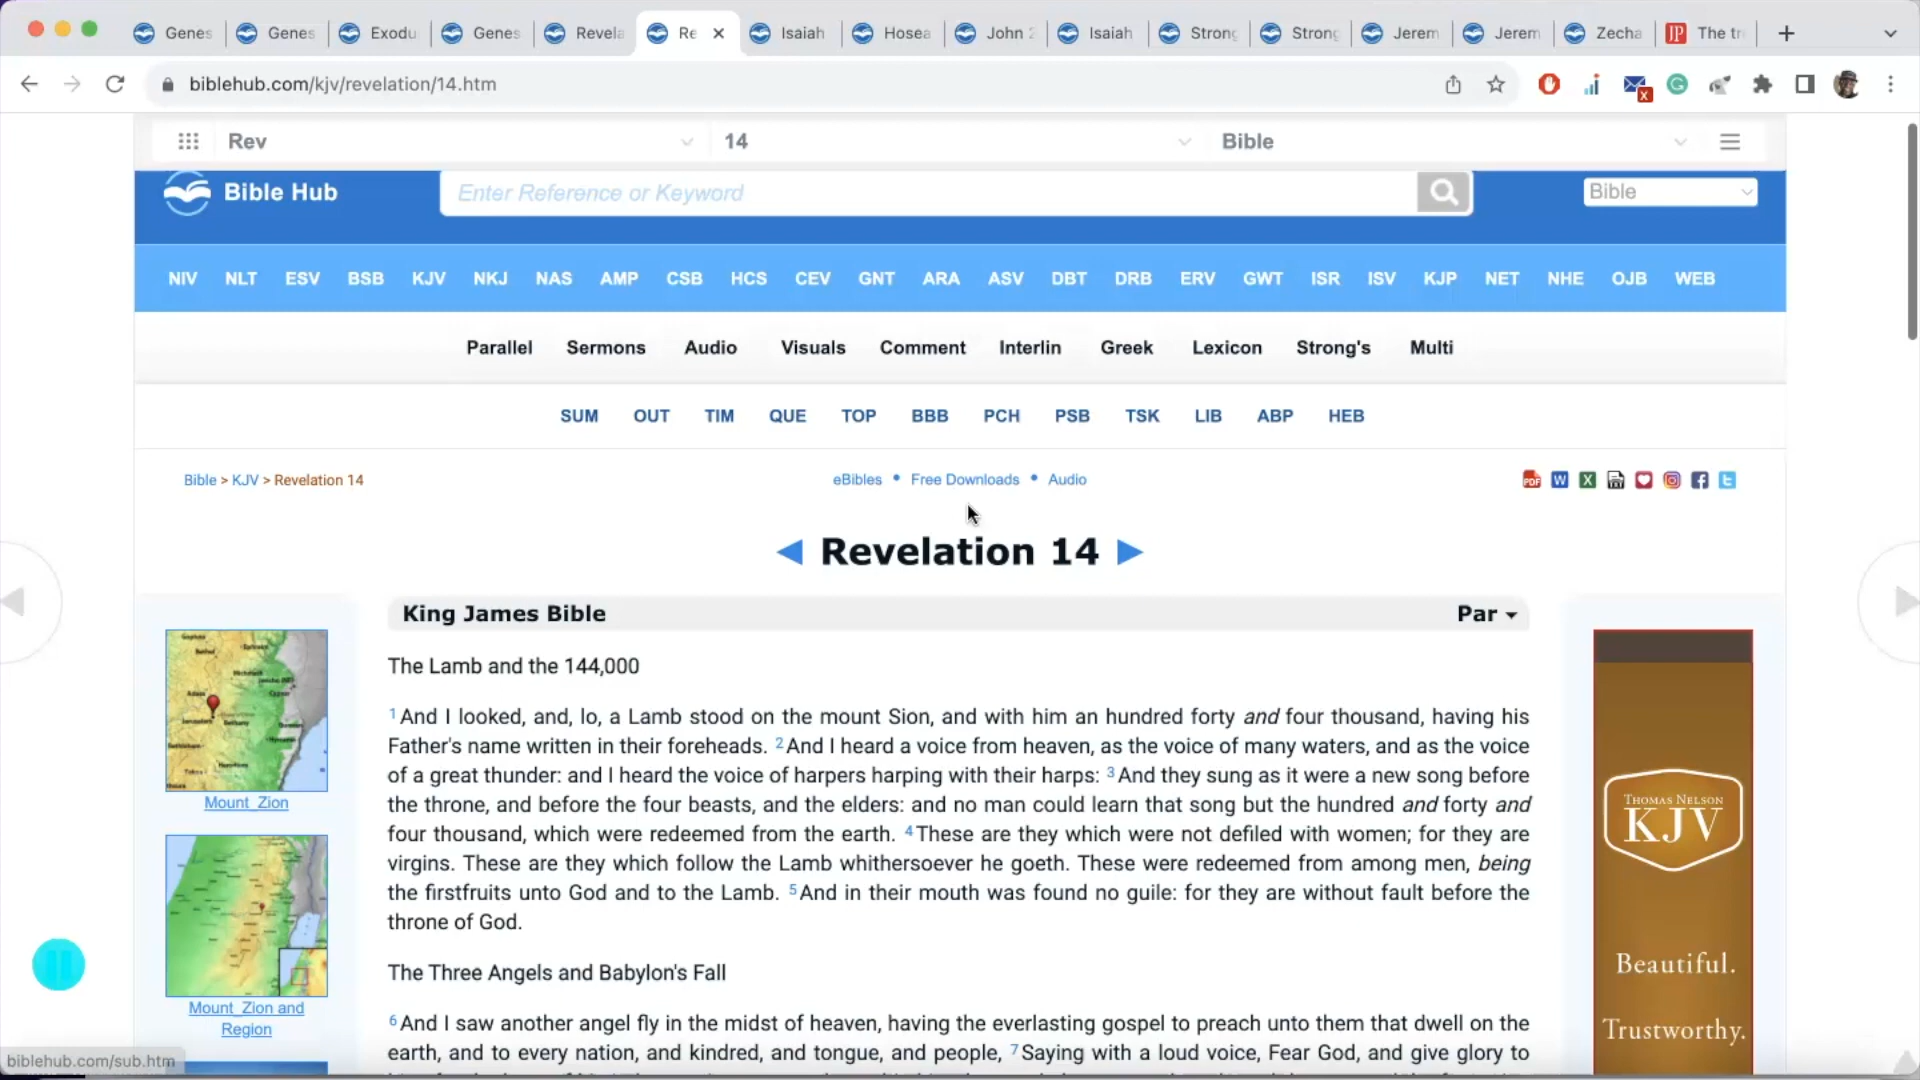 Genes Genes Exodu Genes Revela Re Isaiah Hosea John 2 Isaiah Strong Strong Jerem Jerem Zecha JP The tr
biblehub.com/kjv/revelation/14.htm
Rev 14 Bible
Bible Hub Enter Reference or Keyword Bible
NIV NLT ESV BSB KJV NKJ NAS AMP CSB HCS CEV GNT ARA ASV DBT DRB ERV GWT ISR ISV KJP NET NHE OJB WEB
Parallel Sermons Audio Visuals Comment Interlin Greek Lexicon Strong's Multi
SUM OUT TIM QUE TOP BBB PCH PSB TSK LIB ABP HEB
Bible > KJV > Revelation 14 eBibles • Free Downloads • Audio
◀ Revelation 14 ▶
King James Bible Par
The Lamb and the 144,000
1 And I looked, and, lo, a Lamb stood on the mount Sion, and with him an hundred forty and four thousand, having his
Father's name written in their foreheads. 2 And I heard a voice from heaven, as the voice of many waters, and as the voice
of a great thunder: and I heard the voice of harpers harping with their harps: 3 And they sung as it were a new song before
the throne, and before the four beasts, and the elders: and no man could learn that song but the hundred and forty and
four thousand, which were redeemed from the earth. 4 These are they which were not defiled with women; for they are
virgins. These are they which follow the Lamb whithersoever he goeth. These were redeemed from among men, being
the firstfruits unto God and to the Lamb. 5 And in their mouth was found no guile: for they are without fault before the
throne of God.
The Three Angels and Babylon's Fall
6 And I saw another angel fly in the midst of heaven, having the everlasting gospel to preach unto them that dwell on the
earth, and to every nation, and kindred, and tongue, and people, 7 Saying with a loud voice, Fear God, and give glory to
Mount_Zion
Mount_Zion and
Region
THOMAS NELSON
KJV
Beautiful.
Trustworthy.
biblehub.com/sub.htm